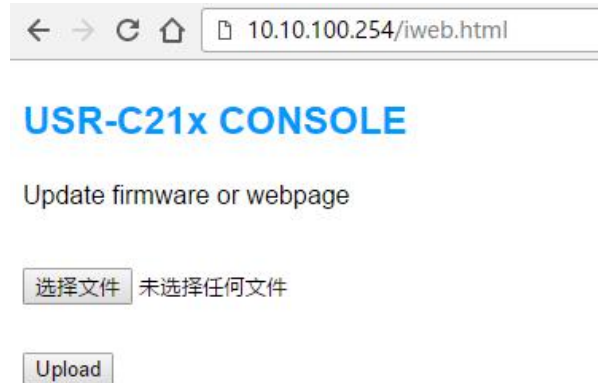 10.10.100.254/iweb.html
USR-C21x CONSOLE
Update firmware or webpage
选择文件 未选择任何文件
Upload